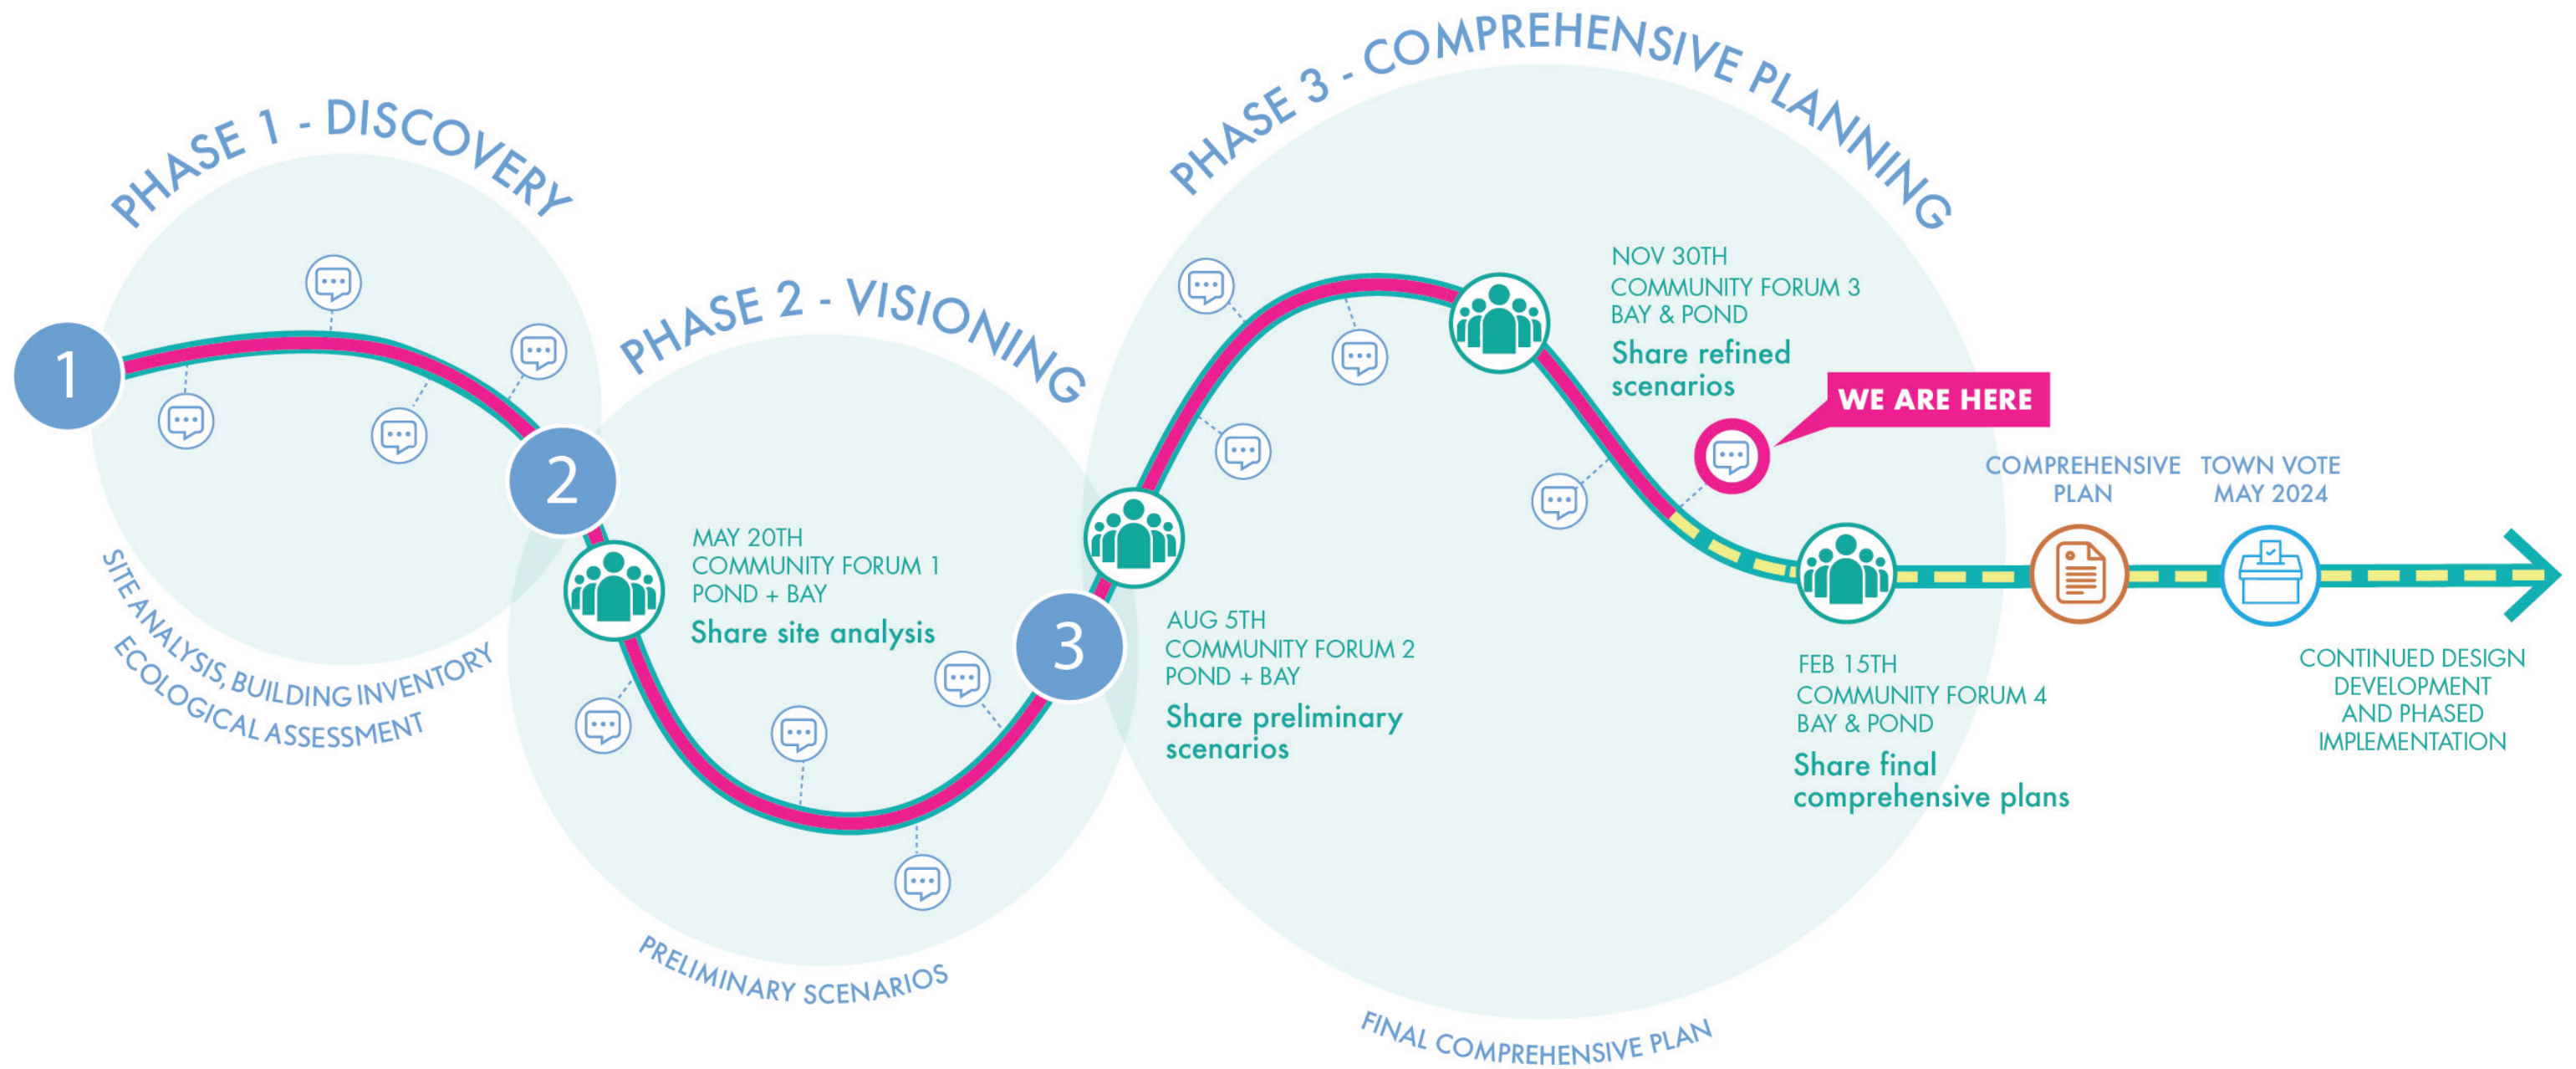 PHASE 1 - DISCOVERY
1
SITE ANALYSIS, BUILDING INVENTORY
ECOLOGICAL ASSESSMENT
2
PHASE 2 - VISIONING
MAY 20TH
COMMUNITY FORUM 1
POND + BAY
Share site analysis
PRELIMINARY SCENARIOS
3
PHASE 3 - COMPREHENSIVE PLANNING
AUG 5TH
COMMUNITY FORUM 2
POND + BAY
Share preliminary
scenarios
NOV 30TH
COMMUNITY FORUM 3
BAY & POND
Share refined
scenarios
WE ARE HERE
FEB 15TH
COMMUNITY FORUM 4
BAY & POND
Share final
comprehensive plans
FINAL COMPREHENSIVE PLAN
COMPREHENSIVE
PLAN
TOWN VOTE
MAY 2024
CONTINUED DESIGN
DEVELOPMENT
AND PHASED
IMPLEMENTATION